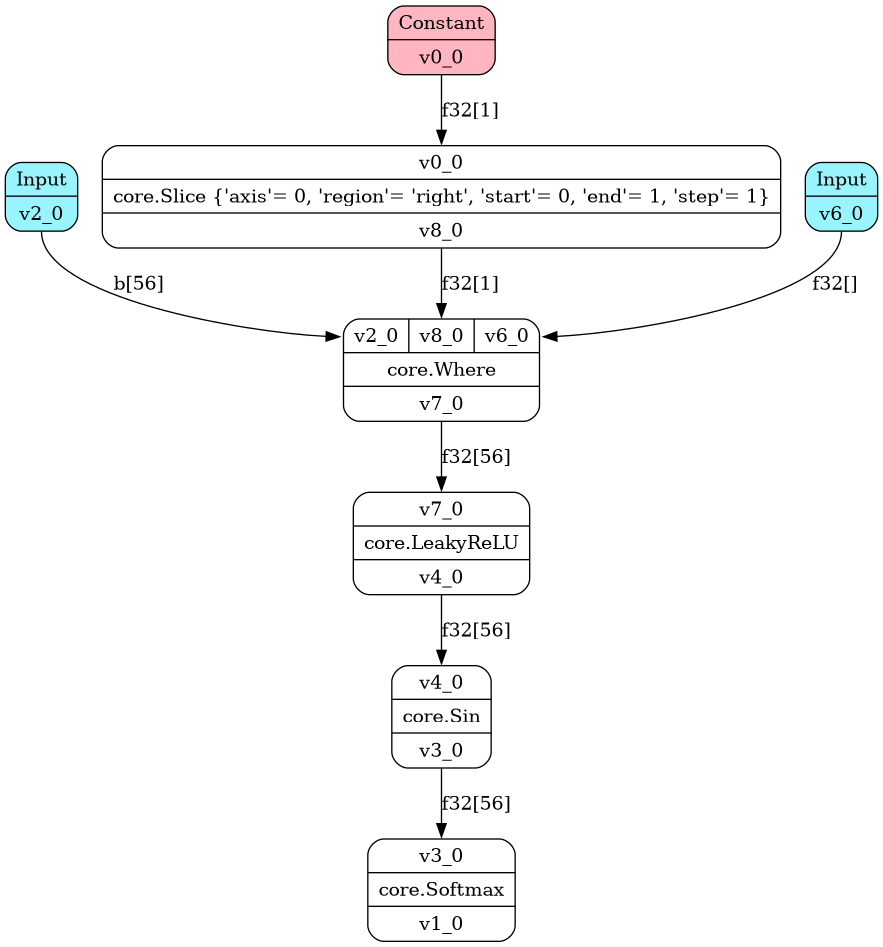 Constant
v0_0
f32[1]
Input
v2_0
v0_0
core.Slice {'axis'= 0, 'region'= 'right', 'start'= 0, 'end'= 1, 'step'= 1}
v8_0
Input
v6_0
b[56]
f32[1]
f32[]
v2_0 v8_0 v6_0
core.Where
v7_0
f32[56]
v7_0
core.LeakyReLU
v4_0
f32[56]
v4_0
core.Sin
v3_0
f32[56]
v3_0
core.Softmax
v1_0